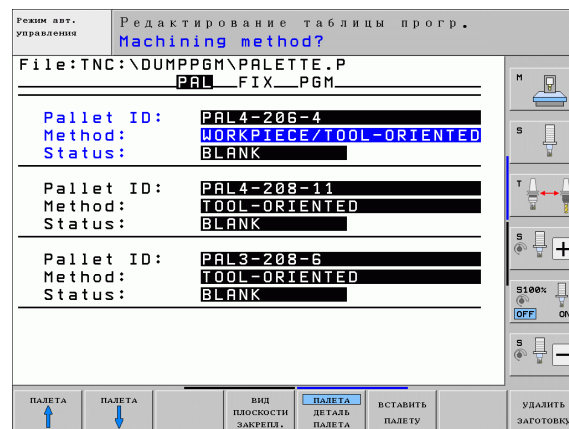 Режим авт.
управления
Редактирование таблицы прогр.
Machining method?
File:TNC:\DUMPPGM\PALETTE.P
PAL__FIX__PGM
Pallet ID: PAL4-206-4
Method: WORKPIECE/TOOL-ORIENTED
Status: BLANK
Pallet ID: PAL4-208-11
Method: TOOL-ORIENTED
Status: BLANK
Pallet ID: PAL3-208-6
Method: TOOL-ORIENTED
Status: BLANK
M
S
T
S
+
S100%
OFF ON
S
–
ПАЛЕТА
ПАЛЕТА
ВИД
ПЛОСКОСТИ
ЗАКРЕПЛ.
ПАЛЕТА
ДЕТАЛЬ
ПАЛЕТА
ВСТАВИТЬ
ПАЛЕТУ
УДАЛИТЬ
ЗАГОТОВКУ